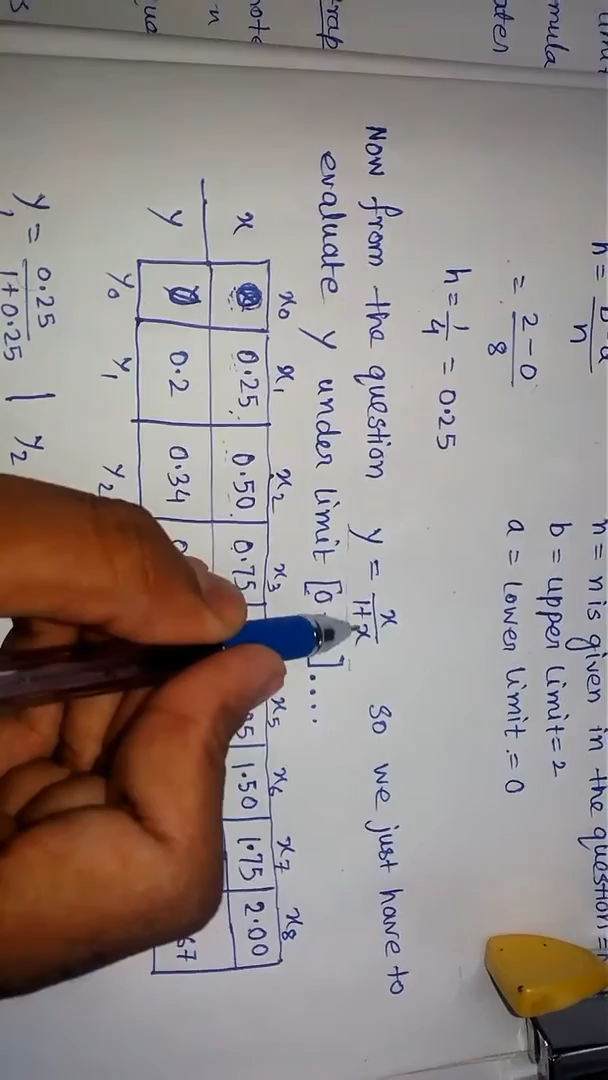 n = n is given in the question =
b = upper limit = 2
= 2 - 0 / 8
a = lower limit = 0
h = 1/4 = 0.25
Now from the question y = x / 1+x so we just have to
evaluate y under limit [0 ]....
x0 x1 x2 x3 x5 x6 x7 x8
x 0.25 0.50 0.75 1.50 1.75 2.00
y 0 0.2 0.34 67
y0 y1 y2
y1 = 0.25 / 1+0.25 | y2